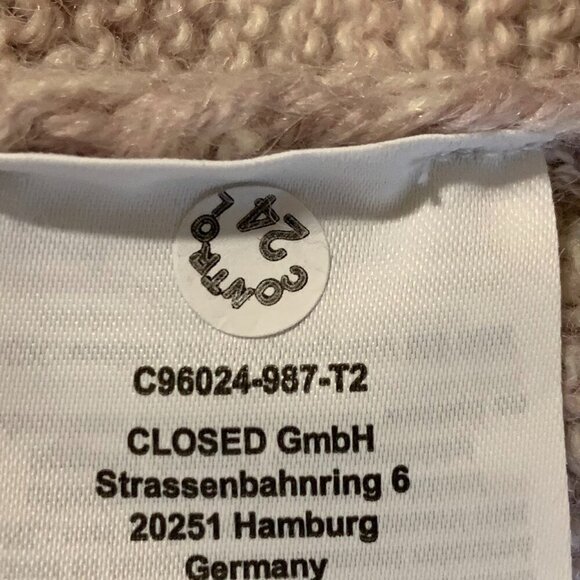 CONTROL
24
C96024-987-T2
CLOSED GmbH
Strassenbahnring 6
20251 Hamburg
Germany